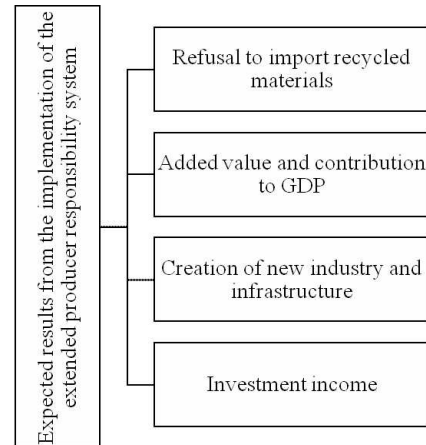 Expected results from the implementation of the
extended producer responsibility system
Refusal to import recycled
materials
Added value and contribution
to GDP
Creation of new industry and
infrastructure
Investment income